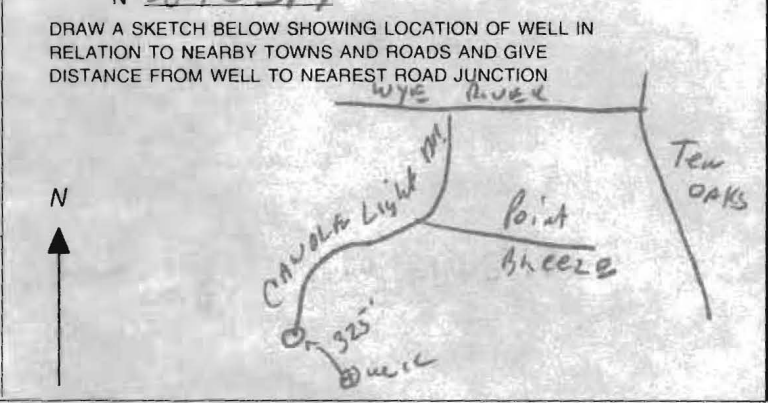 N
DRAW A SKETCH BELOW SHOWING LOCATION OF WELL IN
RELATION TO NEARBY TOWNS AND ROADS AND GIVE
DISTANCE FROM WELL TO NEAREST ROAD JUNCTION
WYE RIVER
Ten
OAKS
N
CANDLE Light DR.
Point
Breeze
325'
well